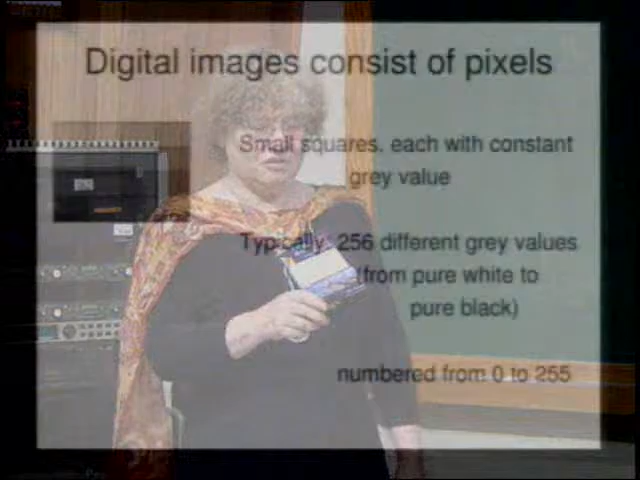 Digital images consist of pixels
Small squares, each with constant
grey value
Typically: 256 different grey values
(from pure white to
pure black)
numbered from 0 to 255